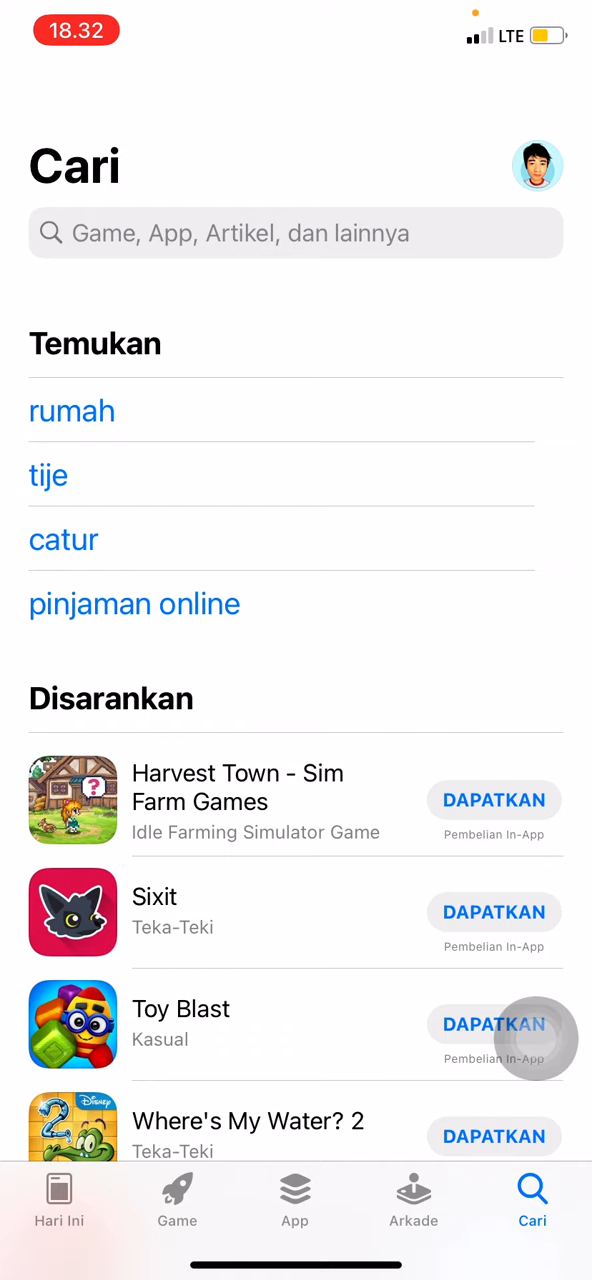 18.32
LTE
Cari
Game, App, Artikel, dan lainnya
Temukan
rumah
tije
catur
pinjaman online
Disarankan
Harvest Town - Sim
Farm Games
Idle Farming Simulator Game
DAPATKAN
Pembelian In-App
Sixit
Teka-Teki
DAPATKAN
Pembelian In-App
Toy Blast
Kasual
DAPATKAN
Pembelian In-App
Disney
2
Where's My Water? 2
Teka-Teki
DAPATKAN
Hari Ini
Game
App
Arkade
Cari